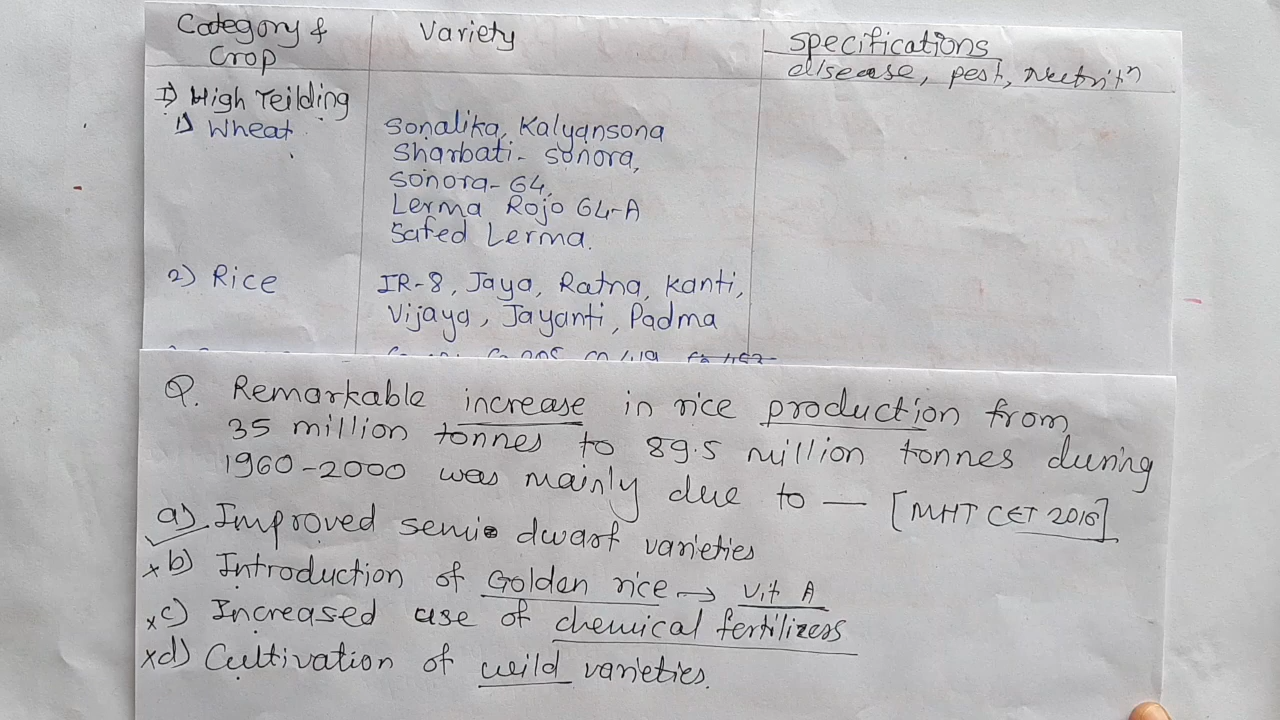 Category & Crop
Variety
Specifications
disease, pest, Nutritn
I) High Yeilding
1) Wheat
Sonalika, Kalyansona
Sharbati- sonora,
Sonora-64,
Lerma Rojo 64-A
Safed Lerma.
2) Rice
IR-8, Jaya, Ratna, Kanti,
Vijaya, Jayanti, Padma
Q. Remarkable increase in rice production from
35 million tonnes to 89.5 million tonnes during
1960-2000 was mainly due to — [MHT CET 2016]
a) Improved semi dwarf varieties
x b) Introduction of Golden rice → Vit A
x c) Increased use of chemical fertilizers
x d) Cultivation of wild varieties.